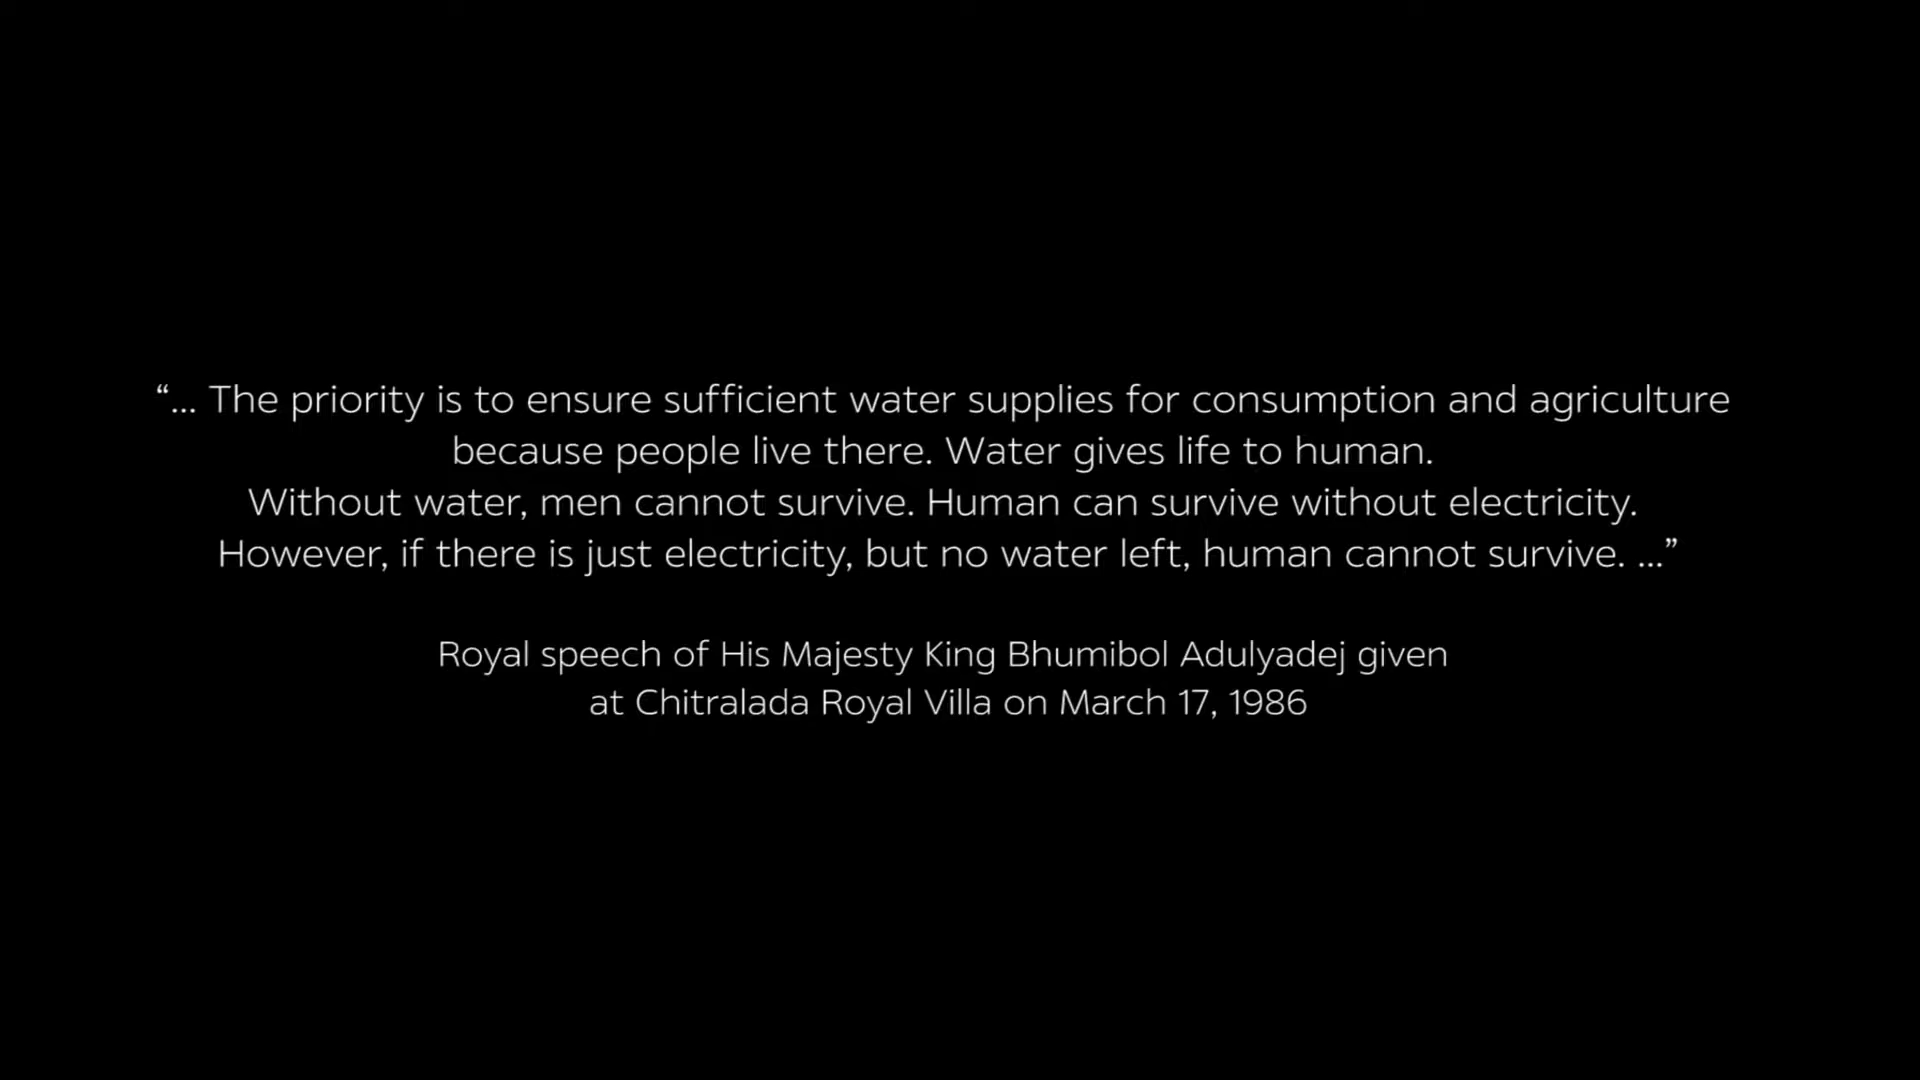 “... The priority is to ensure sufficient water supplies for consumption and agriculture
because people live there. Water gives life to human.
Without water, men cannot survive. Human can survive without electricity.
However, if there is just electricity, but no water left, human cannot survive. ...”
Royal speech of His Majesty King Bhumibol Adulyadej given
at Chitralada Royal Villa on March 17, 1986